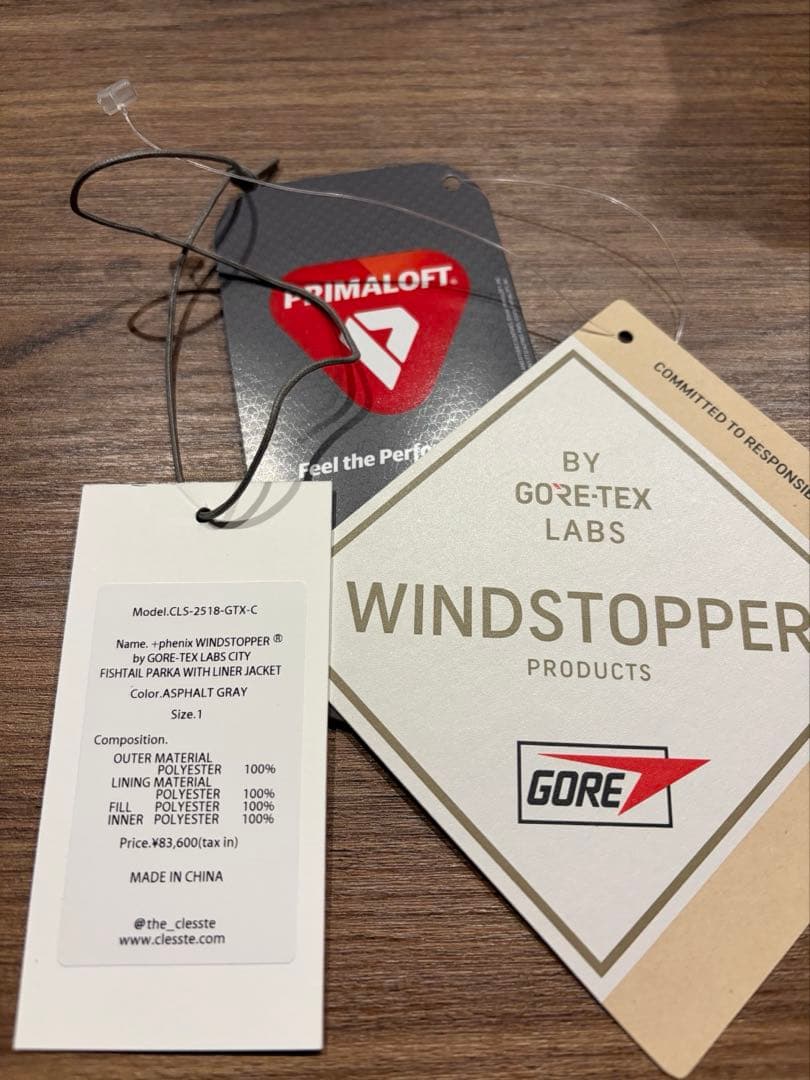 PRIMALOFT®
Feel the
COMMITTED TO
BY
GORE-TEX
LABS
WINDSTOPPER
PRODUCTS
GORE
Model.CLS-2518-GTX-C
Name. +phenix WINDSTOPPER ®
by GORE-TEX LABS CITY
FISHTAIL PARKA WITH LINER JACKET
Color.ASPHALT GRAY
Size.1
Composition.
OUTER MATERIAL
POLYESTER 100%
LINING MATERIAL
POLYESTER 100%
FILL POLYESTER 100%
INNER POLYESTER 100%
Price.¥83,600(tax in)
MADE IN CHINA
@the_clesste
www.clesste.com